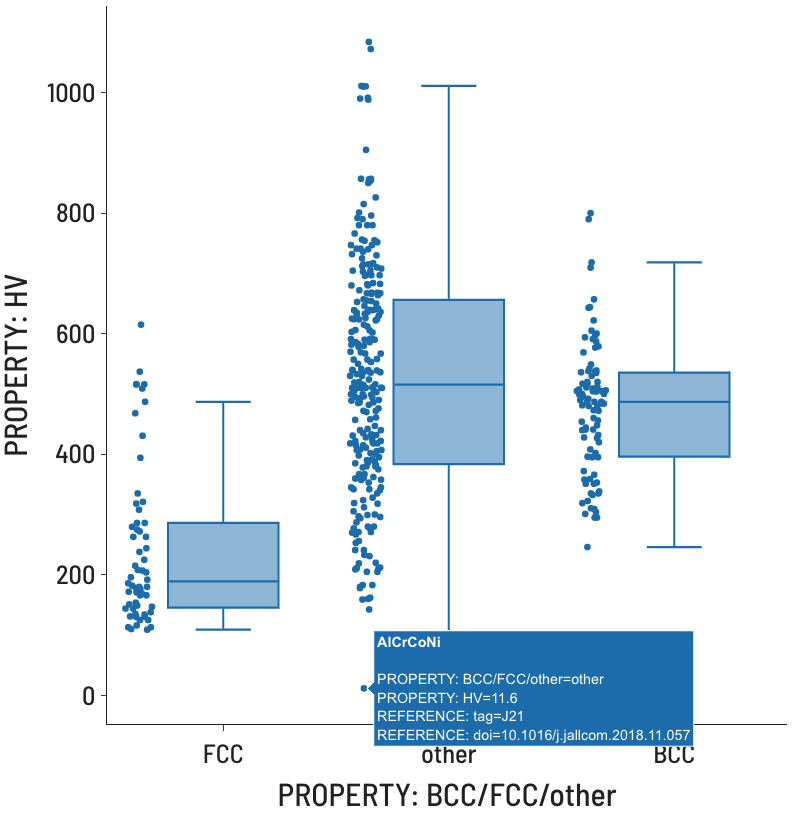 1000
800
600
400
200
0
PROPERTY: HV
AlCrCoNi
PROPERTY: BCC/FCC/other=other
PROPERTY: HV=11.6
REFERENCE: tag=J21
REFERENCE: doi=10.1016/j.jallcom.2018.11.057
FCC
other
BCC
PROPERTY: BCC/FCC/other